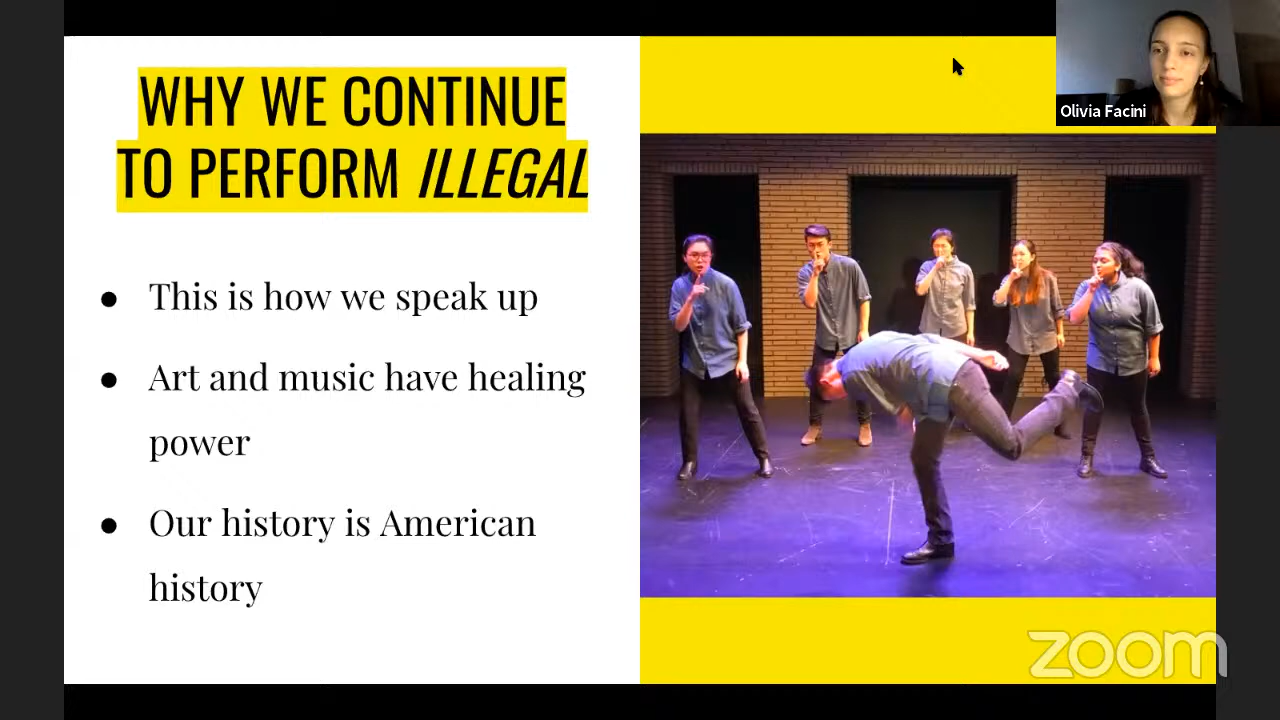 WHY WE CONTINUE
TO PERFORM ILLEGAL
● This is how we speak up
● Art and music have healing
power
● Our history is American
history
Olivia Facini
zoom